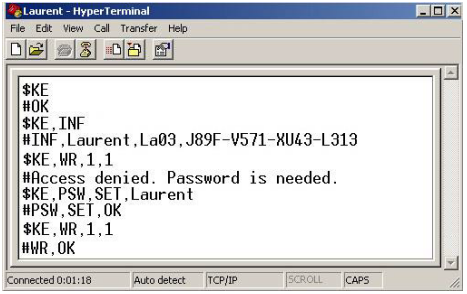 Laurent - HyperTerminal
File Edit View Call Transfer Help
$KE
#OK
$KE,INF
#INF,Laurent,La03,J89F-V571-XU43-L313
$KE,WR,1,1
#Access denied. Password is needed.
$KE,PSW,SET,Laurent
#PSW,SET,OK
$KE,WR,1,1
#WR,OK
Connected 0:01:18 Auto detect TCP/IP SCROLL CAPS